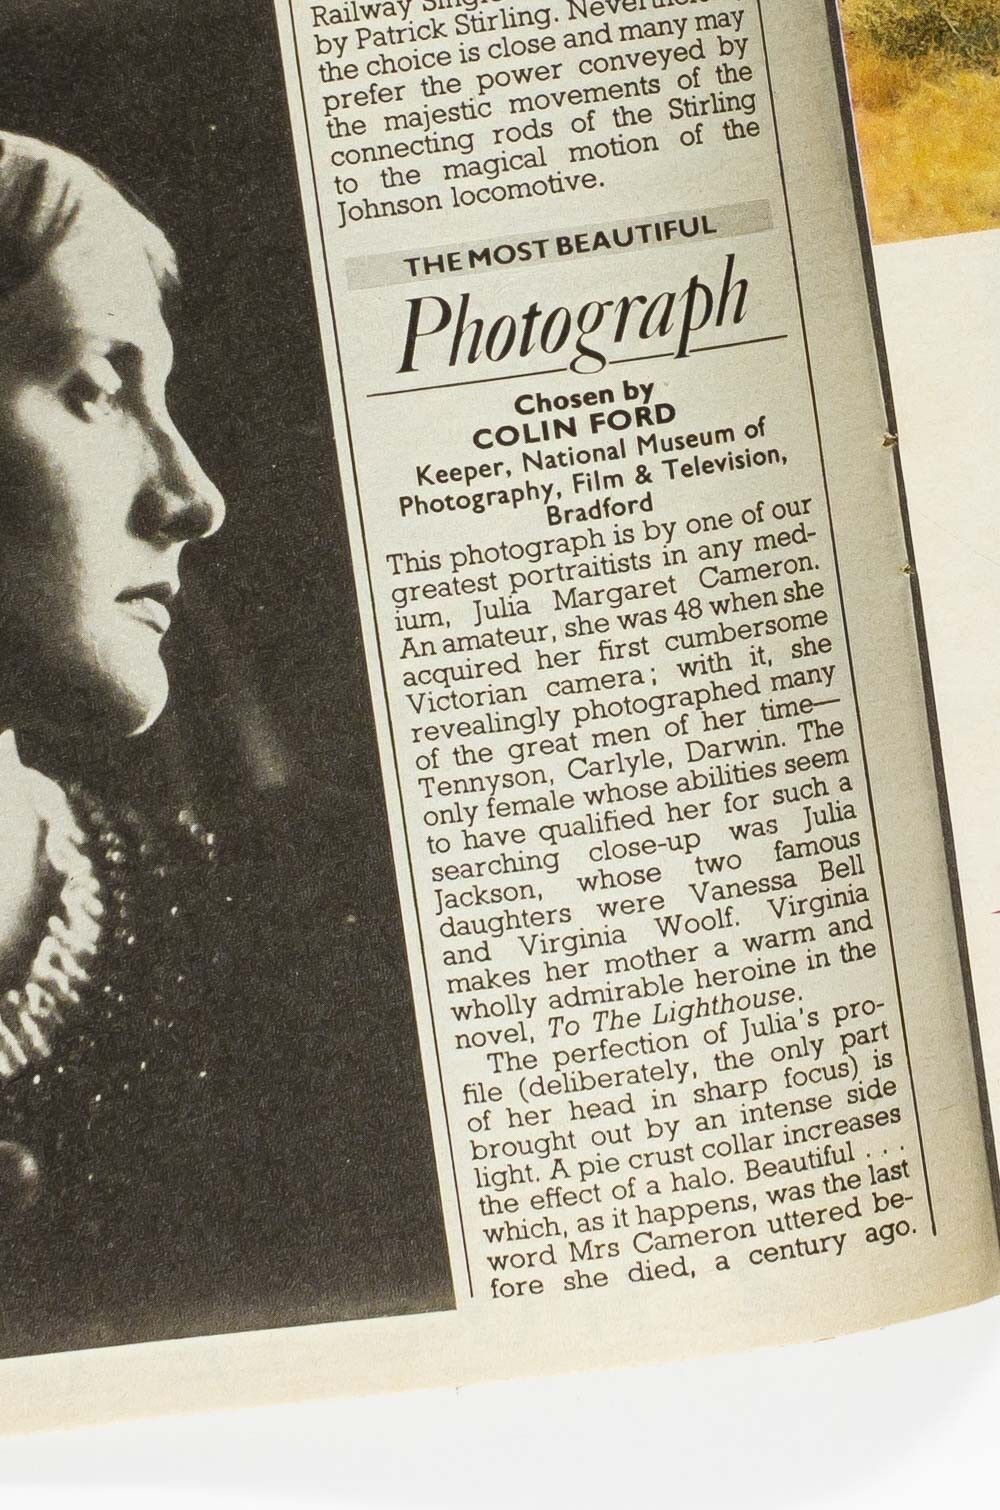 Railway
by Patrick Stirling.
the choice is close and many may
prefer the power conveyed by
the majestic movements of the
connecting rods of the Stirling
to the magical motion of the
Johnson locomotive.
THE MOST BEAUTIFUL
Photograph
Chosen by
COLIN FORD
Keeper, National Museum of
Photography, Film & Television,
Bradford
This photograph is by one of our
greatest portraitists in any med-
ium, Julia Margaret Cameron.
An amateur, she was 48 when she
acquired her first cumbersome
Victorian camera; with it, she
revealingly photographed many
of the great men of her time—
Tennyson, Carlyle, Darwin. The
only female whose abilities seem
to have qualified her for such a
searching close-up was Julia
Jackson, whose two famous
daughters were Vanessa Bell
and Virginia Woolf. Virginia
makes her mother a warm and
wholly admirable heroine in the
novel, To The Lighthouse.
The perfection of Julia's pro-
file (deliberately, the only part
of her head in sharp focus) is
brought out by an intense side
light. A pie crust collar increases
the effect of a halo. Beautiful . . .
which, as it happens, was the last
word Mrs Cameron uttered be-
fore she died, a century ago.